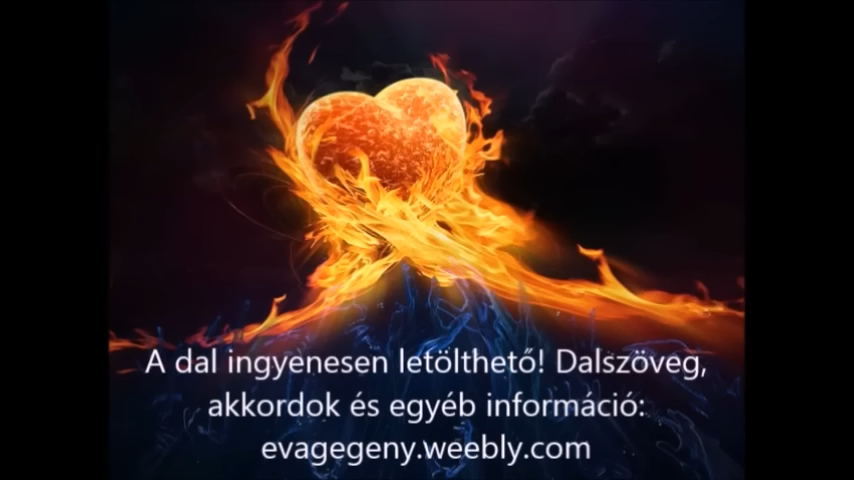 A dal ingyenesen letölthető! Dalszöveg,
akkordok és egyéb információ:
evagegeny.weebly.com